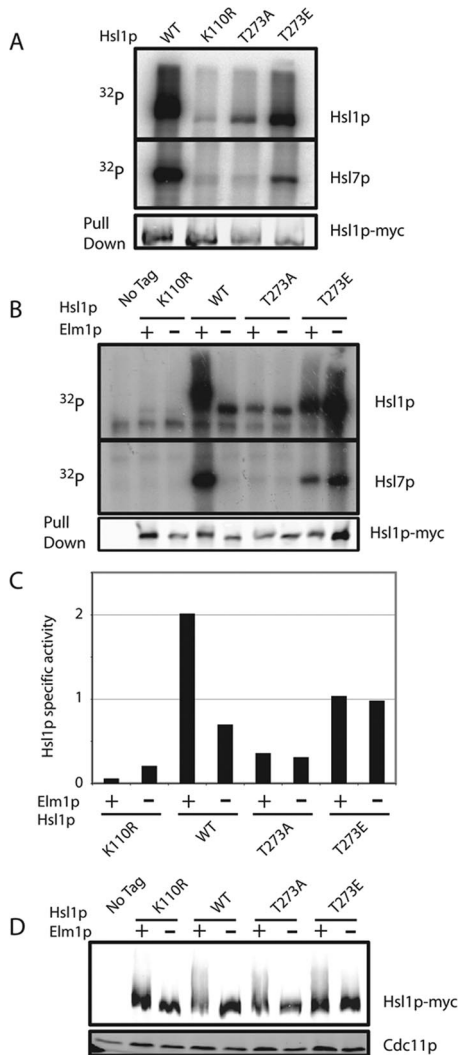 A
Hsl1p WT K110R T273A T273E
32P Hsl1p
32P Hsl7p
Pull Down Hsl1p-myc
B
Hsl1p No Tag K110R WT T273A T273E
Elm1p + - + - + - + -
32P Hsl1p
32P Hsl7p
Pull Down Hsl1p-myc
C
Hsl1p specific activity
2
1
0
Elm1p + - + - + - + -
Hsl1p K110R WT T273A T273E
D
Hsl1p No Tag K110R WT T273A T273E
Elm1p + - + - + - + -
Hsl1p-myc
Cdc11p